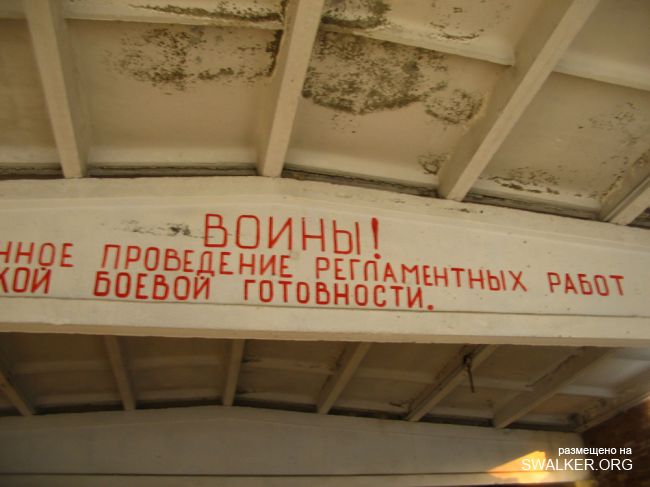 ВОИНЫ!
ННОЕ ПРОВЕДЕНИЕ РЕГЛАМЕНТНЫХ РАБОТ
КОЙ БОЕВОЙ ГОТОВНОСТИ.
размещено на
SWALKER.ORG